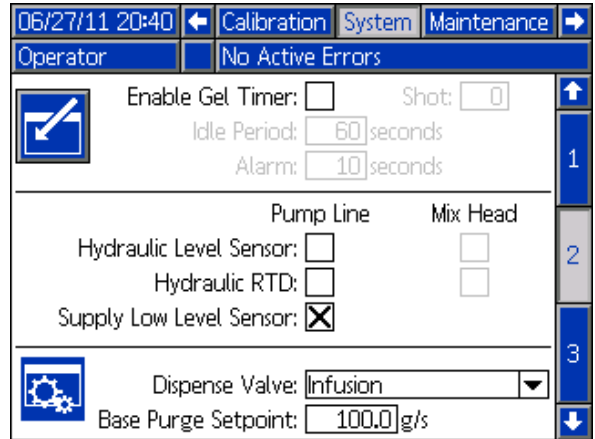 06/27/11 20:40 Calibration System Maintenance
Operator No Active Errors
Enable Gel Timer: Shot: 0
Idle Period: 60 seconds
Alarm: 10 seconds
1
Pump Line Mix Head
Hydraulic Level Sensor:
2
Hydraulic RTD:
Supply Low Level Sensor:
3
Dispense Valve: Infusion
Base Purge Setpoint: 100.0 g/s